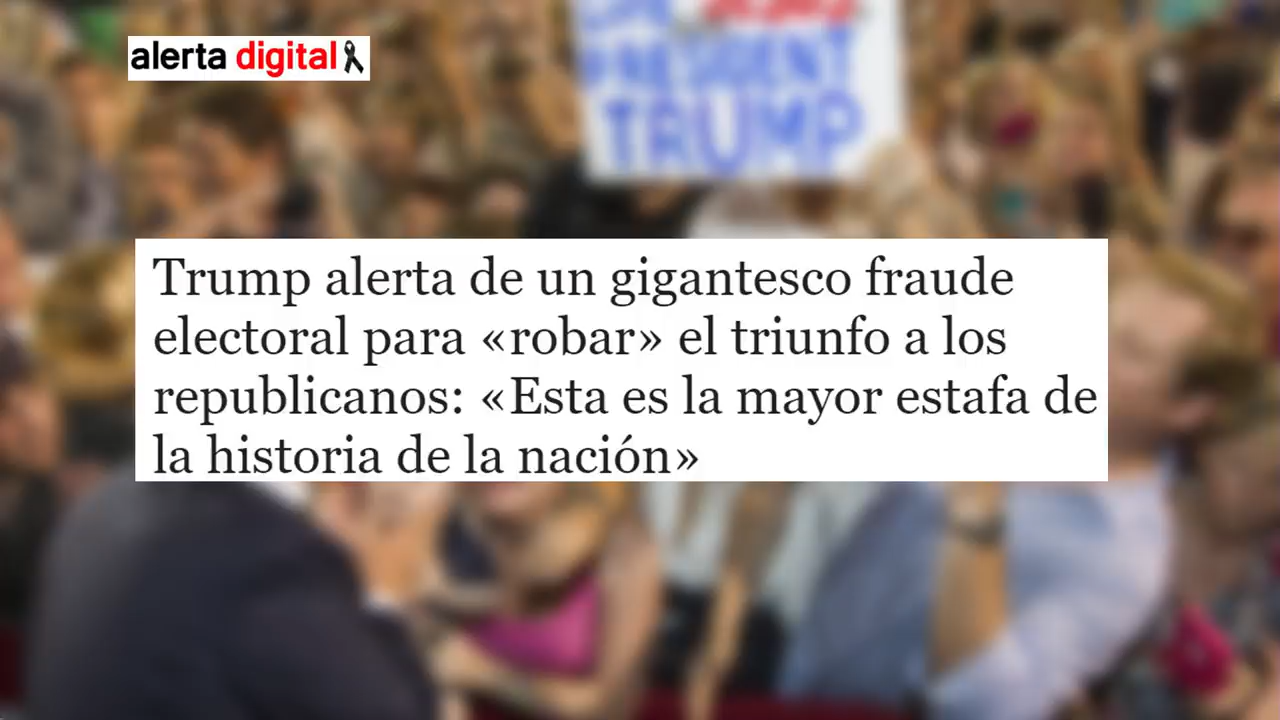 alerta digital
PRESIDENT
TRUMP
Trump alerta de un gigantesco fraude
electoral para «robar» el triunfo a los
republicanos: «Esta es la mayor estafa de
la historia de la nación»